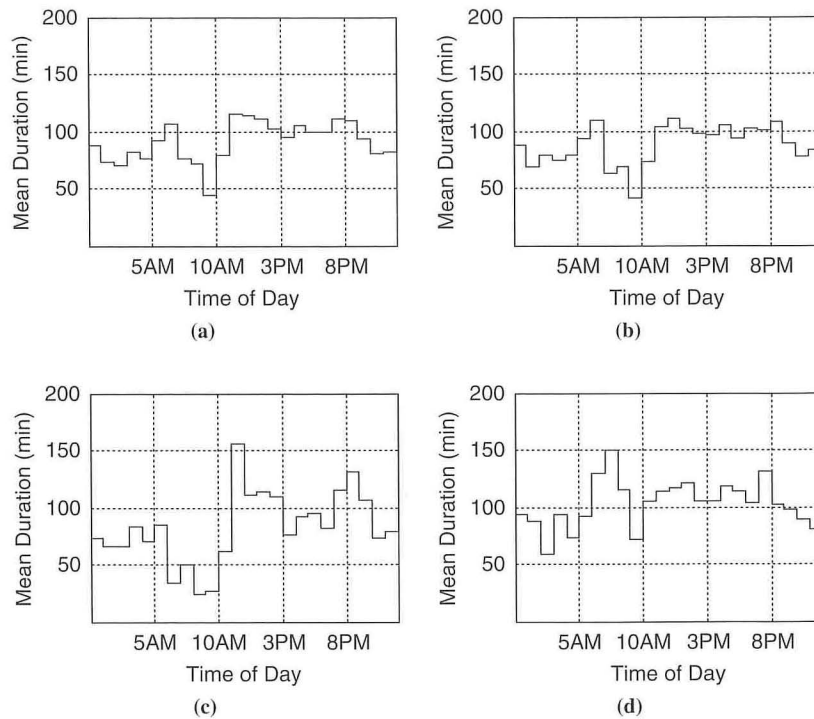 200
150
100
50
Mean Duration (min)
5AM 10AM 3PM 8PM
Time of Day
(a)
200
150
100
50
Mean Duration (min)
5AM 10AM 3PM 8PM
Time of Day
(b)
200
150
100
50
Mean Duration (min)
5AM 10AM 3PM 8PM
Time of Day
(c)
200
150
100
50
Mean Duration (min)
5AM 10AM 3PM 8PM
Time of Day
(d)